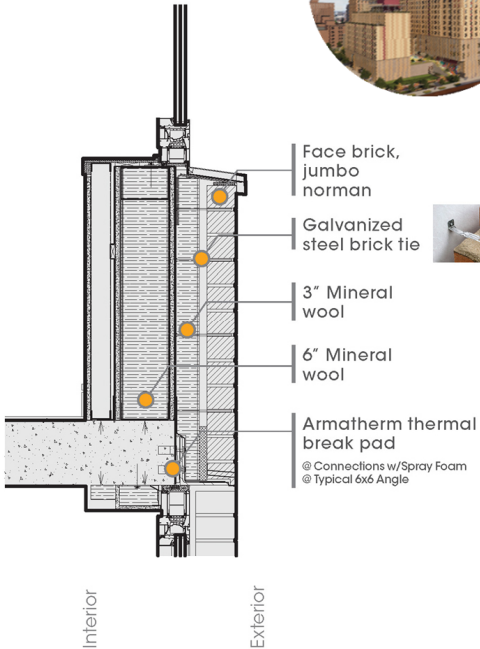 Face brick,
jumbo
norman
Galvanized
steel brick tie
3” Mineral
wool
6” Mineral
wool
Armatherm thermal
break pad
@ Connections w/Spray Foam
@ Typical 6x6 Angle
Interior
Exterior